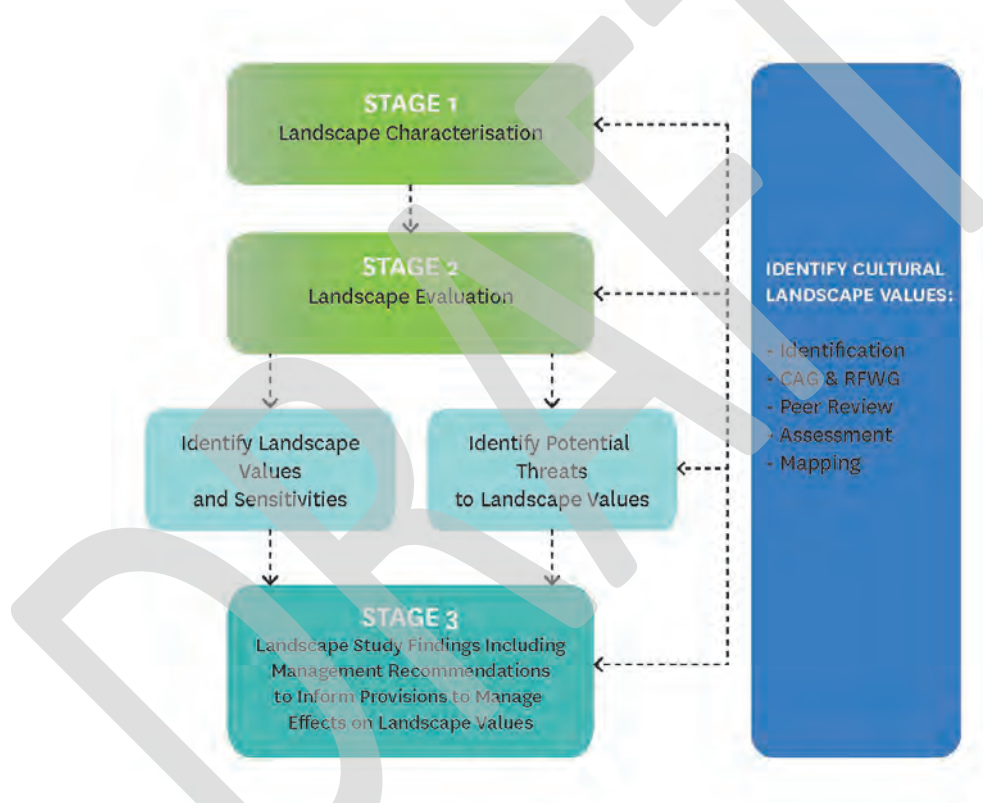 STAGE 1
Landscape Characterisation
STAGE 2
Landscape Evaluation
Identify Landscape
Values
and Sensitivities
Identify Potential
Threats
to Landscape Values
STAGE 3
Landscape Study Findings Including
Management Recommendations
to Inform Provisions to Manage
Effects on Landscape Values
IDENTIFY CULTURAL
LANDSCAPE VALUES:
- Identification
- CAG & RFWG
- Peer Review
- Assessment
- Mapping
DRAFT